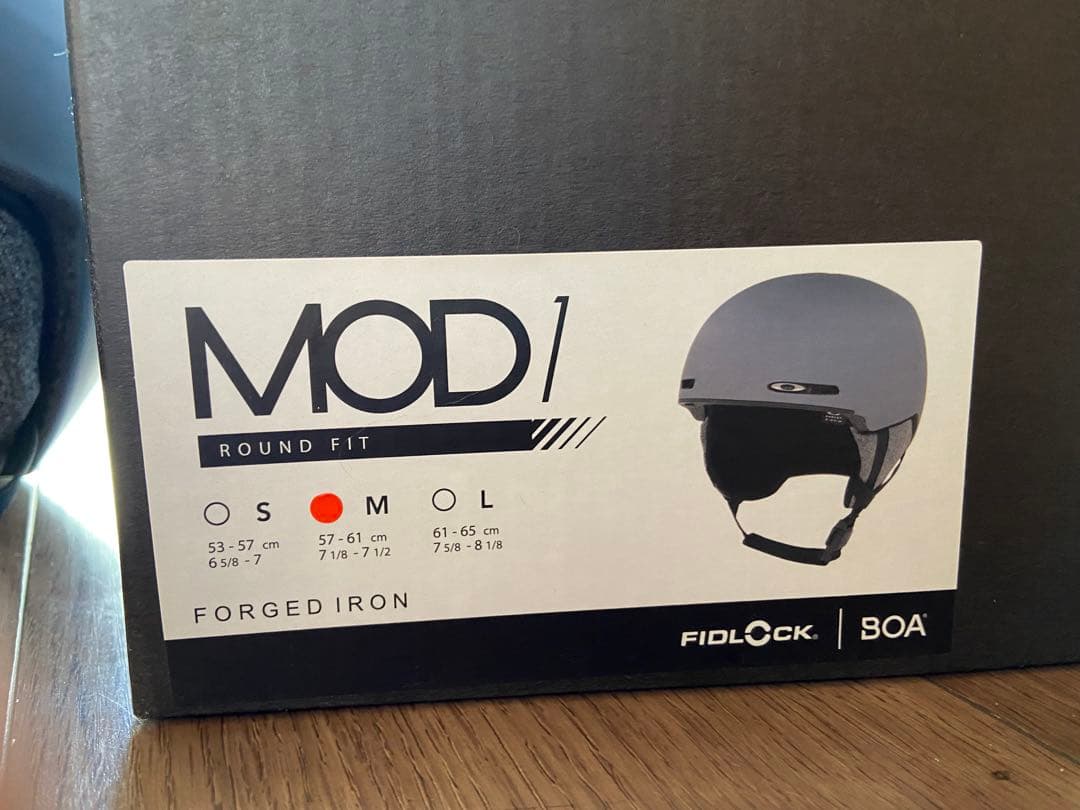 MOD1
ROUND FIT
S M L
53 - 57 cm 57 - 61 cm 61 - 65 cm
6 5/8 - 7 7 1/8 - 7 1/2 7 5/8 - 8 1/8
FORGED IRON
FIDLOCK® | BOA®